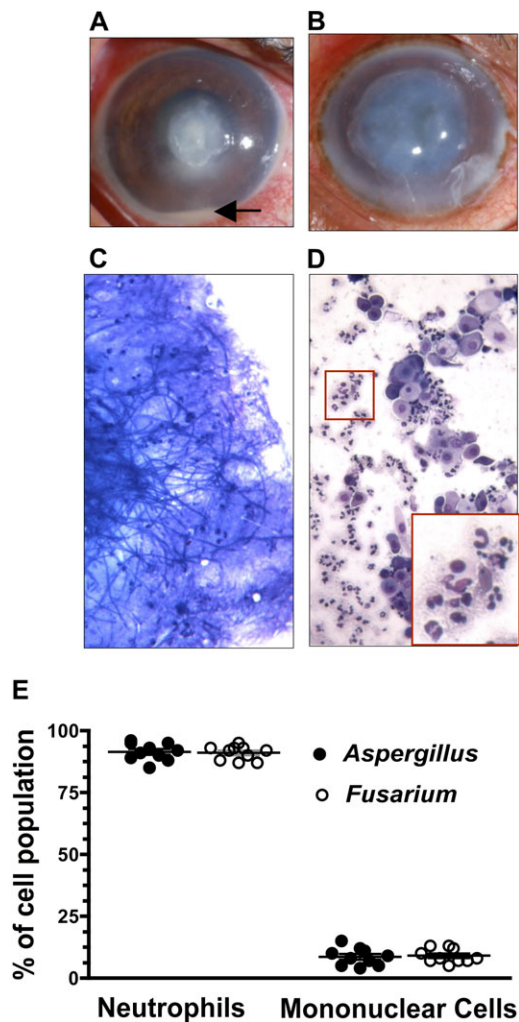 A
B
C
D
E
% of cell population
100
75
50
25
0
Aspergillus
Fusarium
Neutrophils
Mononuclear Cells